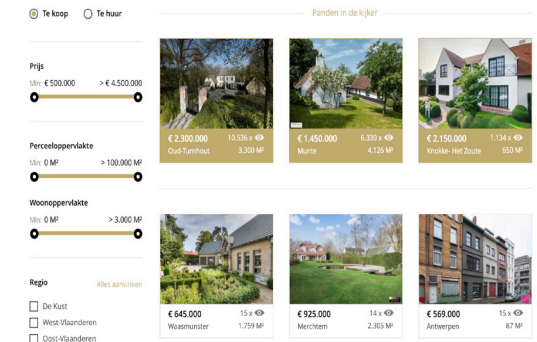 Te koop
Te huur
Panden in de kijker
Prijs
Min: € 500.000 > € 4.500.000
Perceeloppervlakte
Min: 0 M² > 100.000 M²
Woonoppervlakte
Min: 0 M² > 3.000 M²
Regio
Alles aanvinken
De Kust
West-Vlaanderen
Oost-Vlaanderen
€ 2.300.000 10.536 x
Oud-Turnhout 3.300 M²
€ 1.450.000 6.330 x
Munte 4.126 M²
€ 2.150.000 1.134 x
Knokke- Het Zoute 650 M²
€ 645.000 15 x
Waasmunster 1.759 M²
€ 925.000 14 x
Merchtem 2.305 M²
€ 569.000 15 x
Antwerpen 87 M²